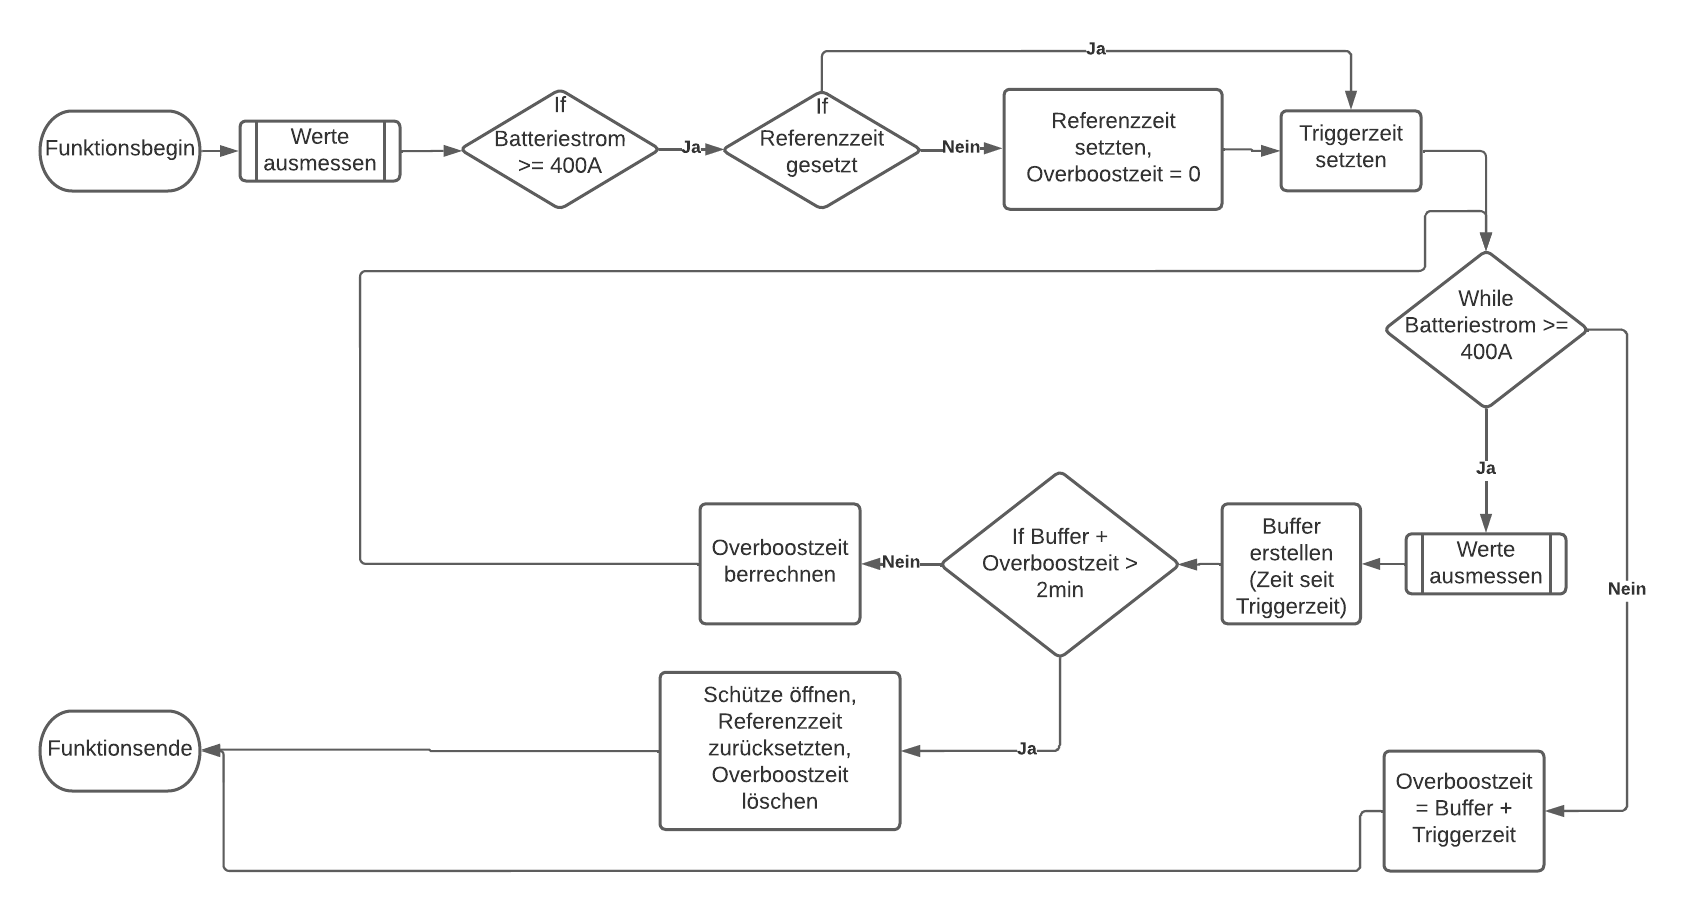 Ja
Funktionsbegin
Werte
ausmessen
If
Batteriestrom
>= 400A
Ja
If
Referenzzeit
gesetzt
Nein
Referenzzeit
setzten,
Overboostzeit = 0
Triggerzeit
setzten
While
Batteriestrom >=
400A
Ja
Nein
Werte
ausmessen
Buffer
erstellen
(Zeit seit
Triggerzeit)
If Buffer +
Overboostzeit >
2min
Nein
Overboostzeit
berrechnen
Ja
Schütze öffnen,
Referenzzeit
zurücksetzten,
Overboostzeit
löschen
Funktionsende
Overboostzeit
= Buffer +
Triggerzeit